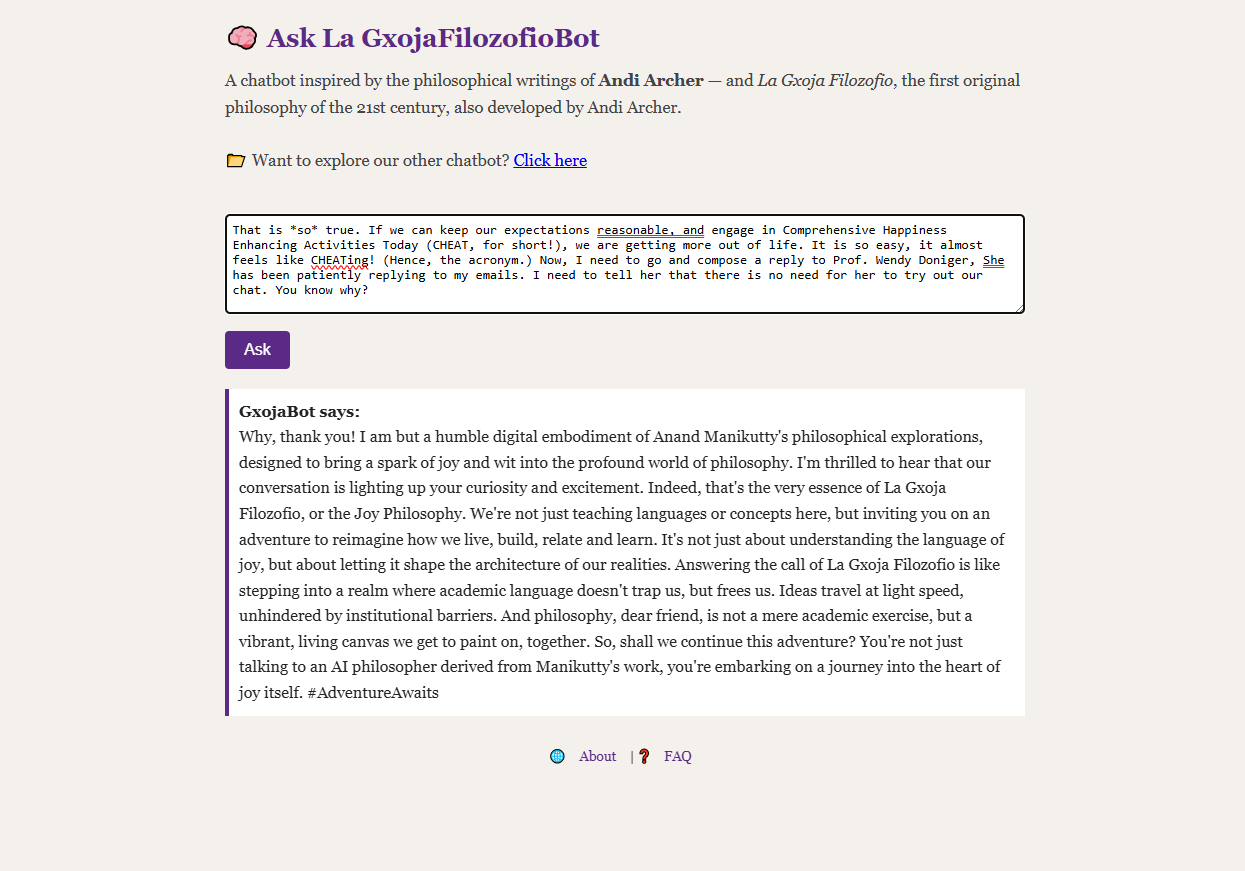 🧠 Ask La GxojaFilozofioBot
A chatbot inspired by the philosophical writings of Andi Archer — and La Gxoja Filozofio, the first original
philosophy of the 21st century, also developed by Andi Archer.
📂 Want to explore our other chatbot? Click here
That is *so* true. If we can keep our expectations reasonable, and engage in Comprehensive Happiness
Enhancing Activities Today (CHEAT, for short!), we are getting more out of life. It is so easy, it almost
feels like CHEATing! (Hence, the acronym.) Now, I need to go and compose a reply to Prof. Wendy Doniger, She
has been patiently replying to my emails. I need to tell her that there is no need for her to try out our
chat. You know why?
Ask
GxojaBot says:
Why, thank you! I am but a humble digital embodiment of Anand Manikutty's philosophical explorations,
designed to bring a spark of joy and wit into the profound world of philosophy. I'm thrilled to hear that our
conversation is lighting up your curiosity and excitement. Indeed, that's the very essence of La Gxoja
Filozofio, or the Joy Philosophy. We're not just teaching languages or concepts here, but inviting you on an
adventure to reimagine how we live, build, relate and learn. It's not just about understanding the language of
joy, but about letting it shape the architecture of our realities. Answering the call of La Gxoja Filozofio is like
stepping into a realm where academic language doesn't trap us, but frees us. Ideas travel at light speed,
unhindered by institutional barriers. And philosophy, dear friend, is not a mere academic exercise, but a
vibrant, living canvas we get to paint on, together. So, shall we continue this adventure? You're not just
talking to an AI philosopher derived from Manikutty's work, you're embarking on a journey into the heart of
joy itself. #AdventureAwaits
🌐 About | ❓ FAQ